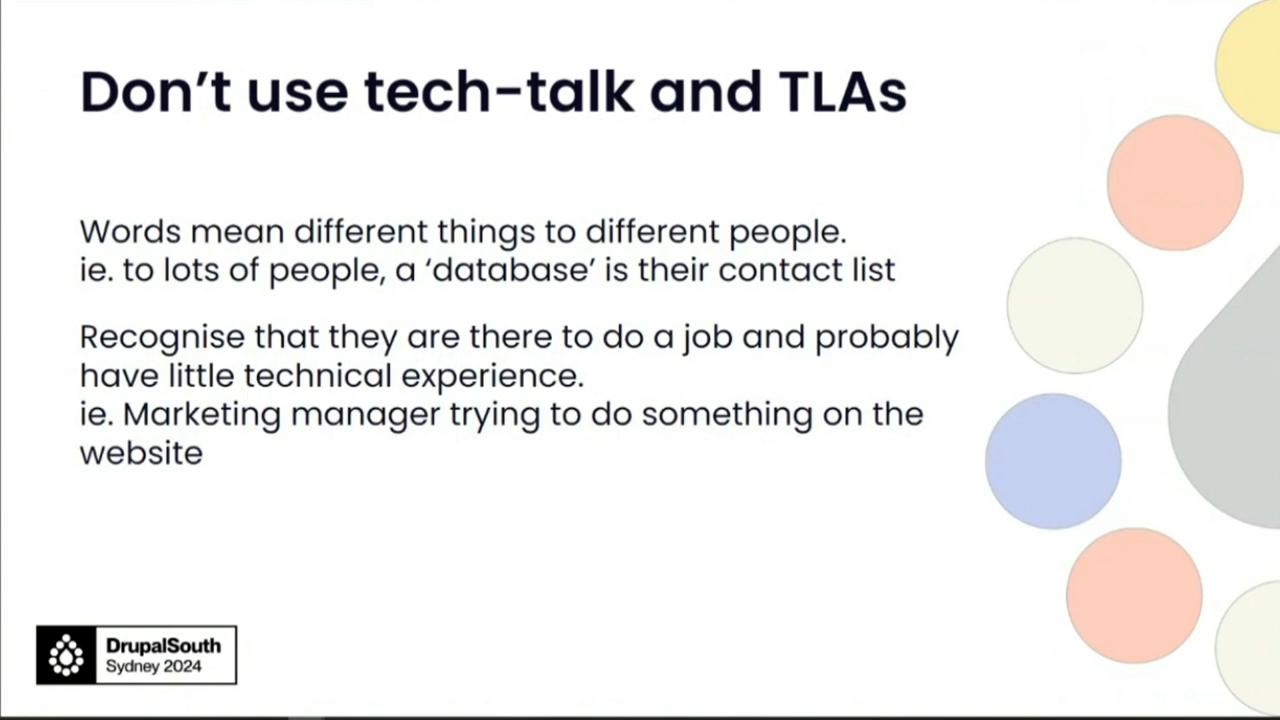 Don’t use tech-talk and TLAs
Words mean different things to different people.
ie. to lots of people, a ‘database’ is their contact list
Recognise that they are there to do a job and probably
have little technical experience.
ie. Marketing manager trying to do something on the
website
DrupalSouth
Sydney 2024